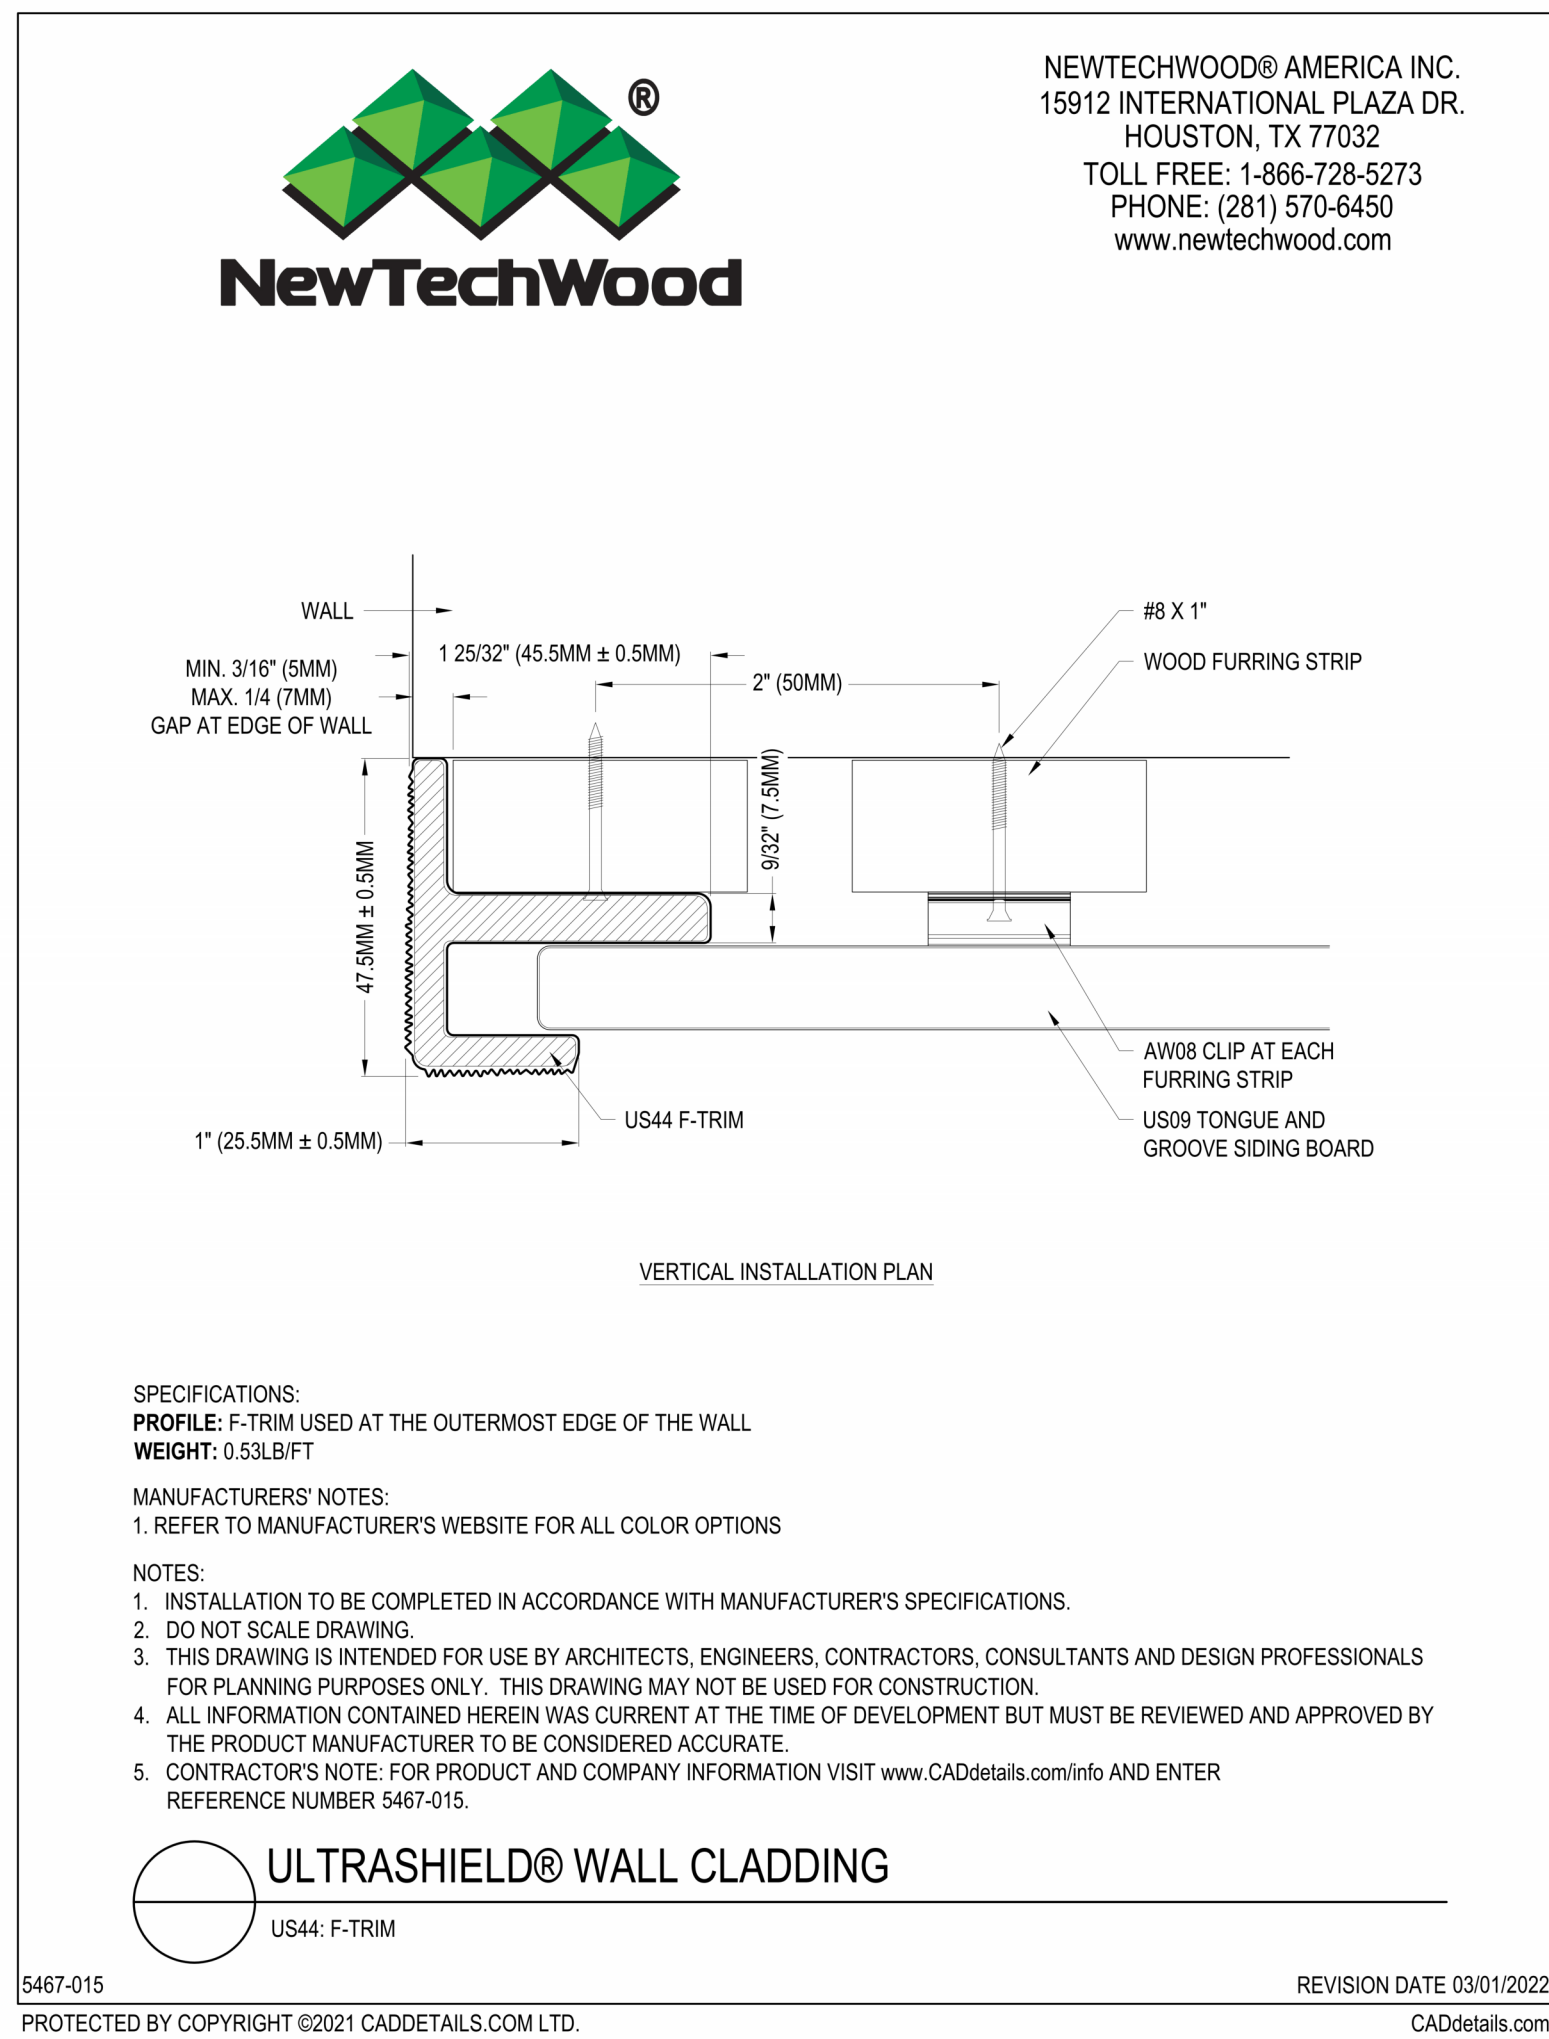 ®
NewTechWood
NEWTECHWOOD® AMERICA INC.
15912 INTERNATIONAL PLAZA DR.
HOUSTON, TX 77032
TOLL FREE: 1-866-728-5273
PHONE: (281) 570-6450
www.newtechwood.com
WALL
1 25/32" (45.5MM ± 0.5MM)
MIN. 3/16" (5MM)
MAX. 1/4 (7MM)
GAP AT EDGE OF WALL
2" (50MM)
#8 X 1"
WOOD FURRING STRIP
9/32" (7.5MM)
47.5MM ± 0.5MM
AW08 CLIP AT EACH
FURRING STRIP
US44 F-TRIM
US09 TONGUE AND
GROOVE SIDING BOARD
1" (25.5MM ± 0.5MM)
VERTICAL INSTALLATION PLAN
SPECIFICATIONS:
PROFILE: F-TRIM USED AT THE OUTERMOST EDGE OF THE WALL
WEIGHT: 0.53LB/FT
MANUFACTURERS' NOTES:
1. REFER TO MANUFACTURER'S WEBSITE FOR ALL COLOR OPTIONS
NOTES:
1. INSTALLATION TO BE COMPLETED IN ACCORDANCE WITH MANUFACTURER'S SPECIFICATIONS.
2. DO NOT SCALE DRAWING.
3. THIS DRAWING IS INTENDED FOR USE BY ARCHITECTS, ENGINEERS, CONTRACTORS, CONSULTANTS AND DESIGN PROFESSIONALS
FOR PLANNING PURPOSES ONLY. THIS DRAWING MAY NOT BE USED FOR CONSTRUCTION.
4. ALL INFORMATION CONTAINED HEREIN WAS CURRENT AT THE TIME OF DEVELOPMENT BUT MUST BE REVIEWED AND APPROVED BY
THE PRODUCT MANUFACTURER TO BE CONSIDERED ACCURATE.
5. CONTRACTOR'S NOTE: FOR PRODUCT AND COMPANY INFORMATION VISIT www.CADdetails.com/info AND ENTER
REFERENCE NUMBER 5467-015.
ULTRASHIELD® WALL CLADDING
US44: F-TRIM
5467-015
REVISION DATE 03/01/2022
PROTECTED BY COPYRIGHT ©2021 CADDETAILS.COM LTD.
CADdetails.com